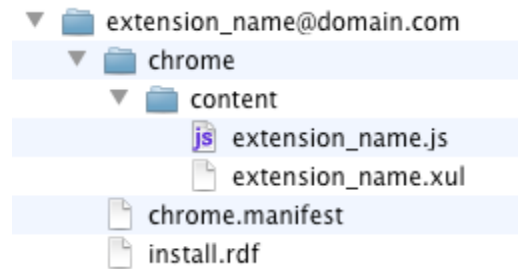 extension_name@domain.com
chrome
content
js extension_name.js
extension_name.xul
chrome.manifest
install.rdf